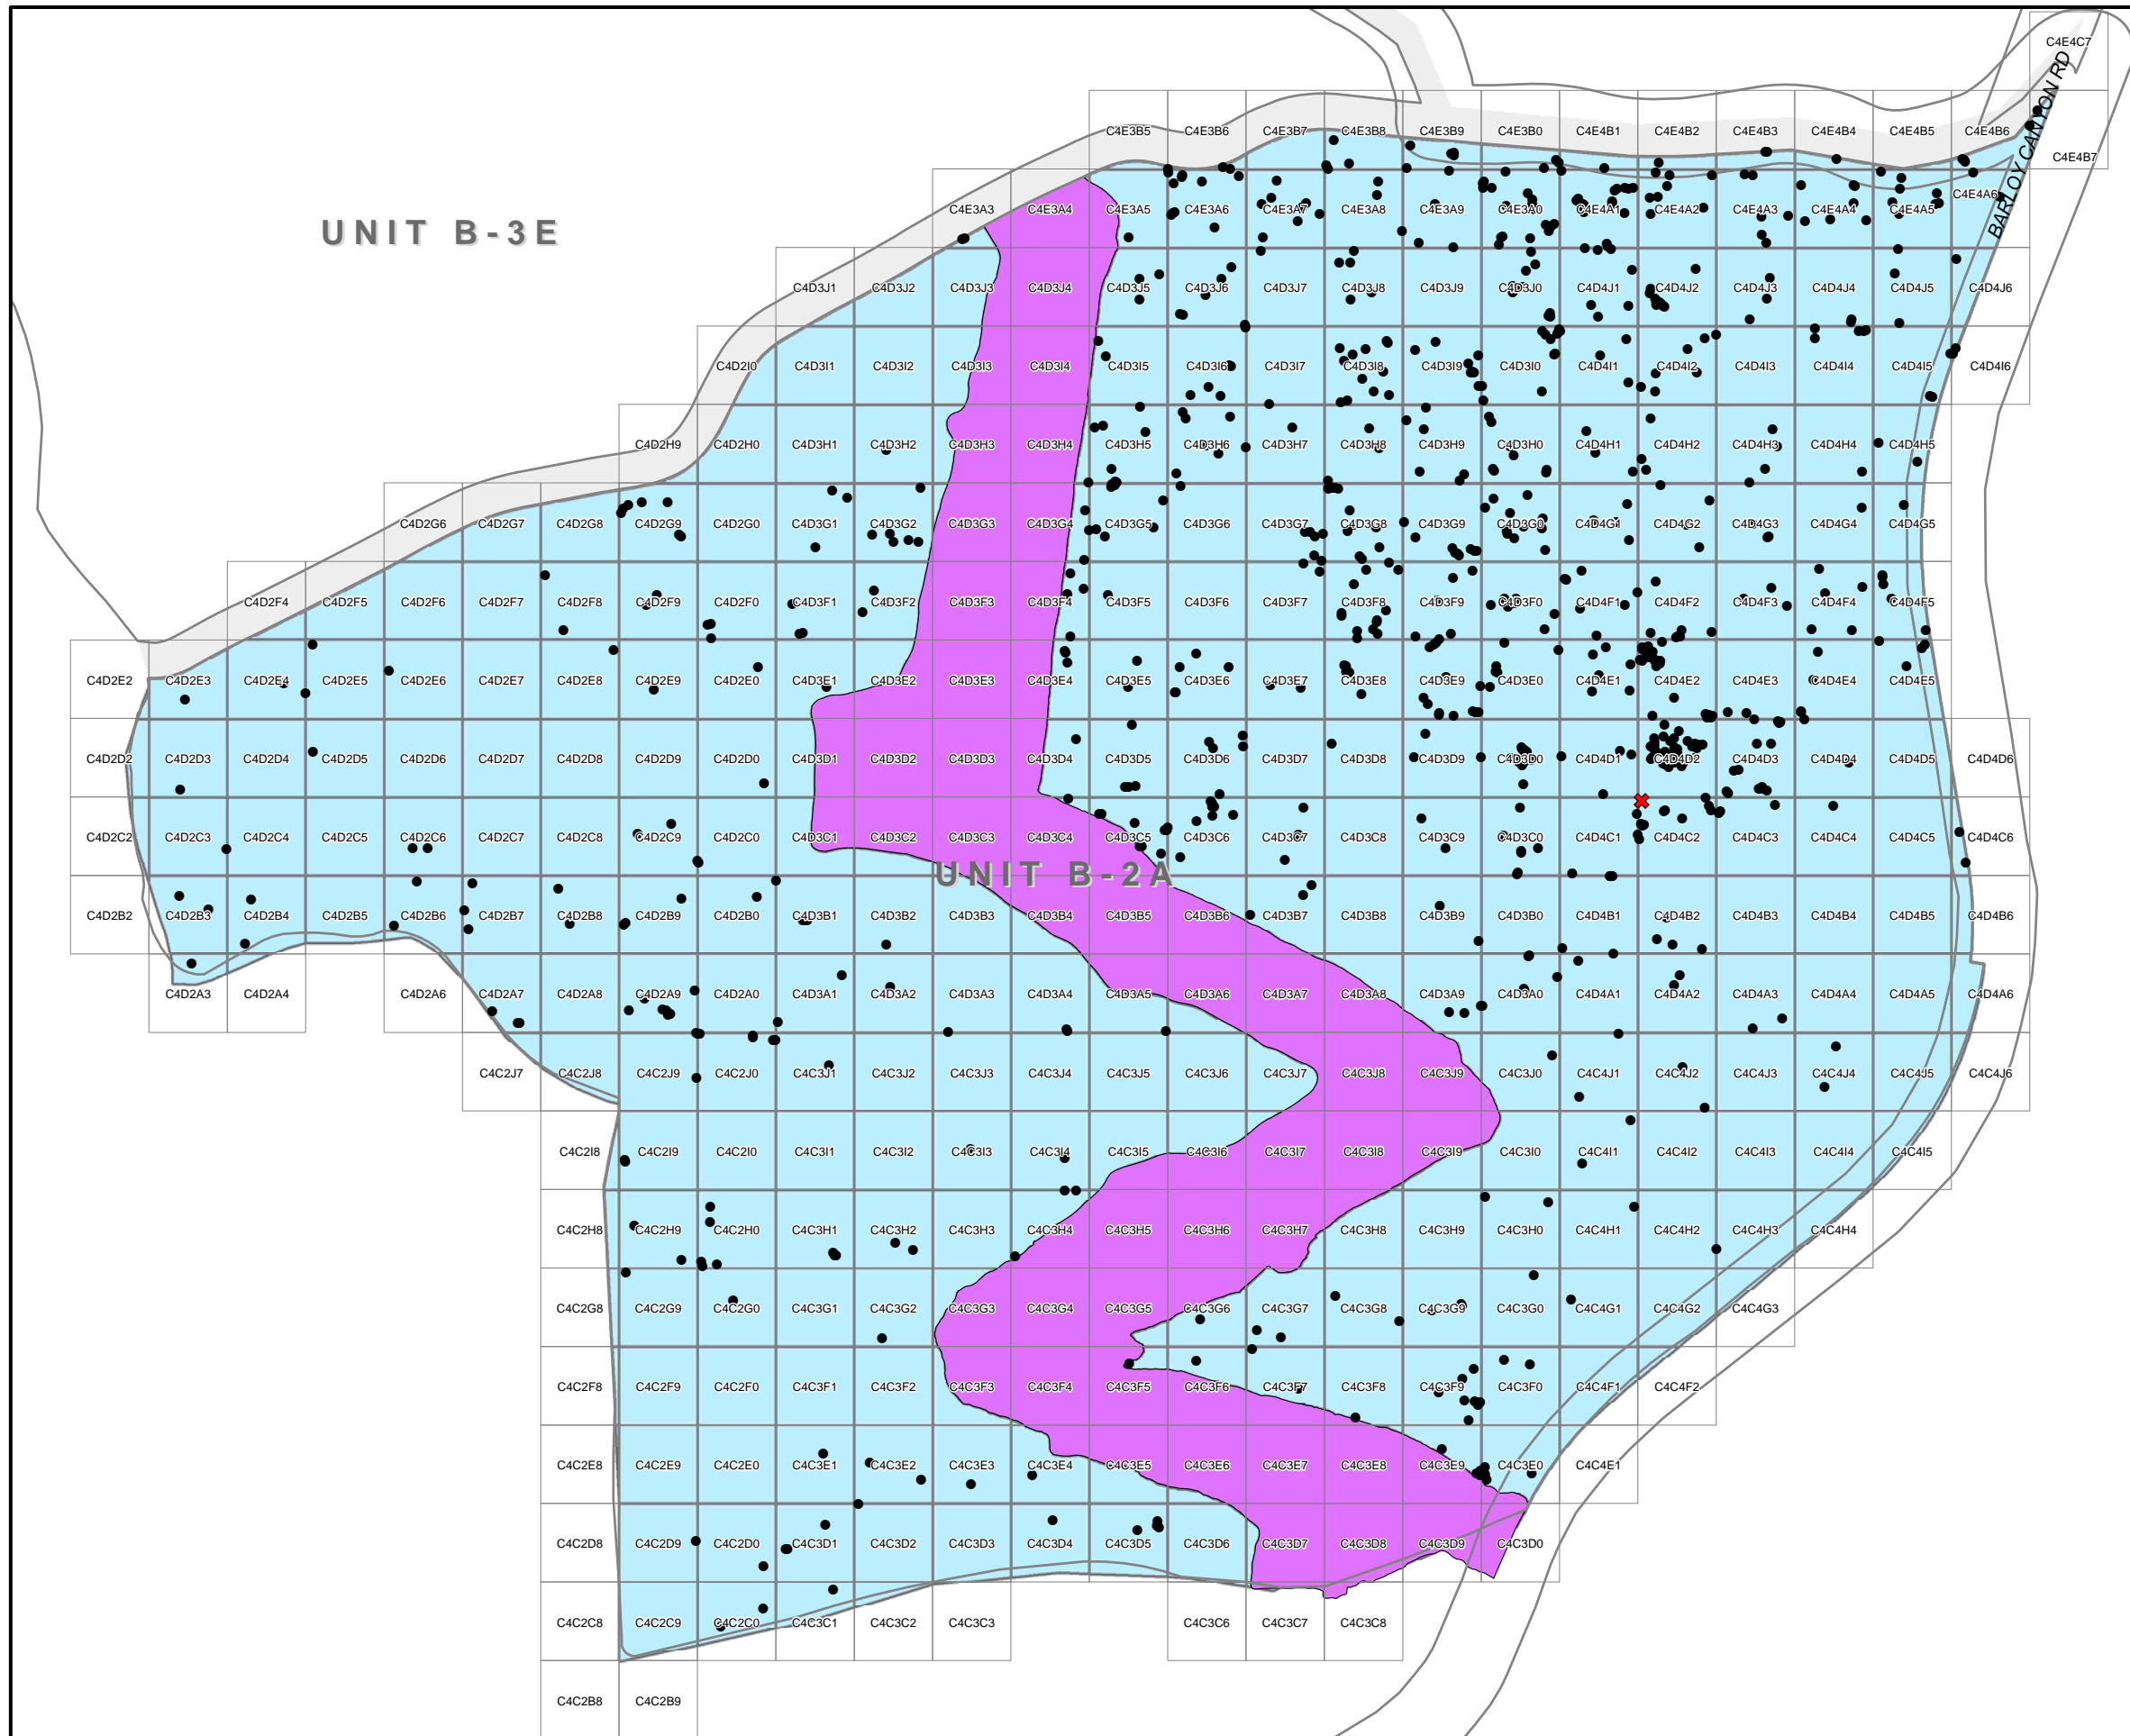 C4E4C7
BARLOY CANYON RD
C4E3B5 C4E3B6 C4E3B7 C4E3B8 C4E3B9 C4E3B0 C4E4B1 C4E4B2 C4E4B3 C4E4B4 C4E4B5 C4E4B6 C4E4B7
UNIT B-3E
C4E3A3 C4E3A4 C4E3A5 C4E3A6 C4E3A7 C4E3A8 C4E3A9 C4E3A0 C4E4A1 C4E4A2 C4E4A3 C4E4A4 C4E4A5 C4E4A6
C4D3J1 C4D3J2 C4D3J3 C4D3J4 C4D3J5 C4D3J6 C4D3J7 C4D3J8 C4D3J9 C4D3J0 C4D4J1 C4D4J2 C4D4J3 C4D4J4 C4D4J5 C4D4J6
C4D2I0 C4D3I1 C4D3I2 C4D3I3 C4D3I4 C4D3I5 C4D3I6 C4D3I7 C4D3I8 C4D3I9 C4D3I0 C4D4I1 C4D4I2 C4D4I3 C4D4I4 C4D4I5 C4D4I6
C4D2H9 C4D2H0 C4D3H1 C4D3H2 C4D3H3 C4D3H4 C4D3H5 C4D3H6 C4D3H7 C4D3H8 C4D3H9 C4D3H0 C4D4H1 C4D4H2 C4D4H3 C4D4H4 C4D4H5
C4D2G6 C4D2G7 C4D2G8 C4D2G9 C4D2G0 C4D3G1 C4D3G2 C4D3G3 C4D3G4 C4D3G5 C4D3G6 C4D3G7 C4D3G8 C4D3G9 C4D3G0 C4D4G1 C4D4G2 C4D4G3 C4D4G4 C4D4G5
C4D2F4 C4D2F5 C4D2F6 C4D2F7 C4D2F8 C4D2F9 C4D2F0 C4D3F1 C4D3F2 C4D3F3 C4D3F4 C4D3F5 C4D3F6 C4D3F7 C4D3F8 C4D3F9 C4D3F0 C4D4F1 C4D4F2 C4D4F3 C4D4F4 C4D4F5
C4D2E2 C4D2E3 C4D2E4 C4D2E5 C4D2E6 C4D2E7 C4D2E8 C4D2E9 C4D2E0 C4D3E1 C4D3E2 C4D3E3 C4D3E4 C4D3E5 C4D3E6 C4D3E7 C4D3E8 C4D3E9 C4D3E0 C4D4E1 C4D4E2 C4D4E3 C4D4E4 C4D4E5
C4D2D2 C4D2D3 C4D2D4 C4D2D5 C4D2D6 C4D2D7 C4D2D8 C4D2D9 C4D2D0 C4D3D1 C4D3D2 C4D3D3 C4D3D4 C4D3D5 C4D3D6 C4D3D7 C4D3D8 C4D3D9 C4D3D0 C4D4D1 C4D4D2 C4D4D3 C4D4D4 C4D4D5 C4D4D6
C4D2C2 C4D2C3 C4D2C4 C4D2C5 C4D2C6 C4D2C7 C4D2C8 C4D2C9 C4D2C0 C4D3C1 C4D3C2 C4D3C3 C4D3C4 C4D3C5 C4D3C6 C4D3C7 C4D3C8 C4D3C9 C4D3C0 C4D4C1 C4D4C2 C4D4C3 C4D4C4 C4D4C5 C4D4C6
UNIT B-2A
C4D2B2 C4D2B3 C4D2B4 C4D2B5 C4D2B6 C4D2B7 C4D2B8 C4D2B9 C4D2B0 C4D3B1 C4D3B2 C4D3B3 C4D3B4 C4D3B5 C4D3B6 C4D3B7 C4D3B8 C4D3B9 C4D3B0 C4D4B1 C4D4B2 C4D4B3 C4D4B4 C4D4B5 C4D4B6
C4D2A3 C4D2A4 C4D2A6 C4D2A7 C4D2A8 C4D2A9 C4D2A0 C4D3A1 C4D3A2 C4D3A3 C4D3A4 C4D3A5 C4D3A6 C4D3A7 C4D3A8 C4D3A9 C4D3A0 C4D4A1 C4D4A2 C4D4A3 C4D4A4 C4D4A5 C4D4A6
C4C2J7 C4C2J8 C4C2J9 C4C2J0 C4C3J1 C4C3J2 C4C3J3 C4C3J4 C4C3J5 C4C3J6 C4C3J7 C4C3J8 C4C3J9 C4C3J0 C4C4J1 C4C4J2 C4C4J3 C4C4J4 C4C4J5 C4C4J6
C4C2I8 C4C2I9 C4C2I0 C4C3I1 C4C3I2 C4C3I3 C4C3I4 C4C3I5 C4C3I6 C4C3I7 C4C3I8 C4C3I9 C4C3I0 C4C4I1 C4C4I2 C4C4I3 C4C4I4 C4C4I5
C4C2H8 C4C2H9 C4C2H0 C4C3H1 C4C3H2 C4C3H3 C4C3H4 C4C3H5 C4C3H6 C4C3H7 C4C3H8 C4C3H9 C4C3H0 C4C4H1 C4C4H2 C4C4H3 C4C4H4
C4C2G8 C4C2G9 C4C2G0 C4C3G1 C4C3G2 C4C3G3 C4C3G4 C4C3G5 C4C3G6 C4C3G7 C4C3G8 C4C3G9 C4C3G0 C4C4G1 C4C4G2 C4C4G3
C4C2F8 C4C2F9 C4C2F0 C4C3F1 C4C3F2 C4C3F3 C4C3F4 C4C3F5 C4C3F6 C4C3F7 C4C3F8 C4C3F9 C4C3F0 C4C4F1 C4C4F2
C4C2E8 C4C2E9 C4C2E0 C4C3E1 C4C3E2 C4C3E3 C4C3E4 C4C3E5 C4C3E6 C4C3E7 C4C3E8 C4C3E9 C4C3E0 C4C4E1
C4C2D8 C4C2D9 C4C2D0 C4C3D1 C4C3D2 C4C3D3 C4C3D4 C4C3D5 C4C3D6 C4C3D7 C4C3D8 C4C3D9 C4C3D0
C4C2C8 C4C2C9 C4C2C0 C4C3C1 C4C3C2 C4C3C3 C4C3C6 C4C3C7 C4C3C8
C4C2B8 C4C2B9